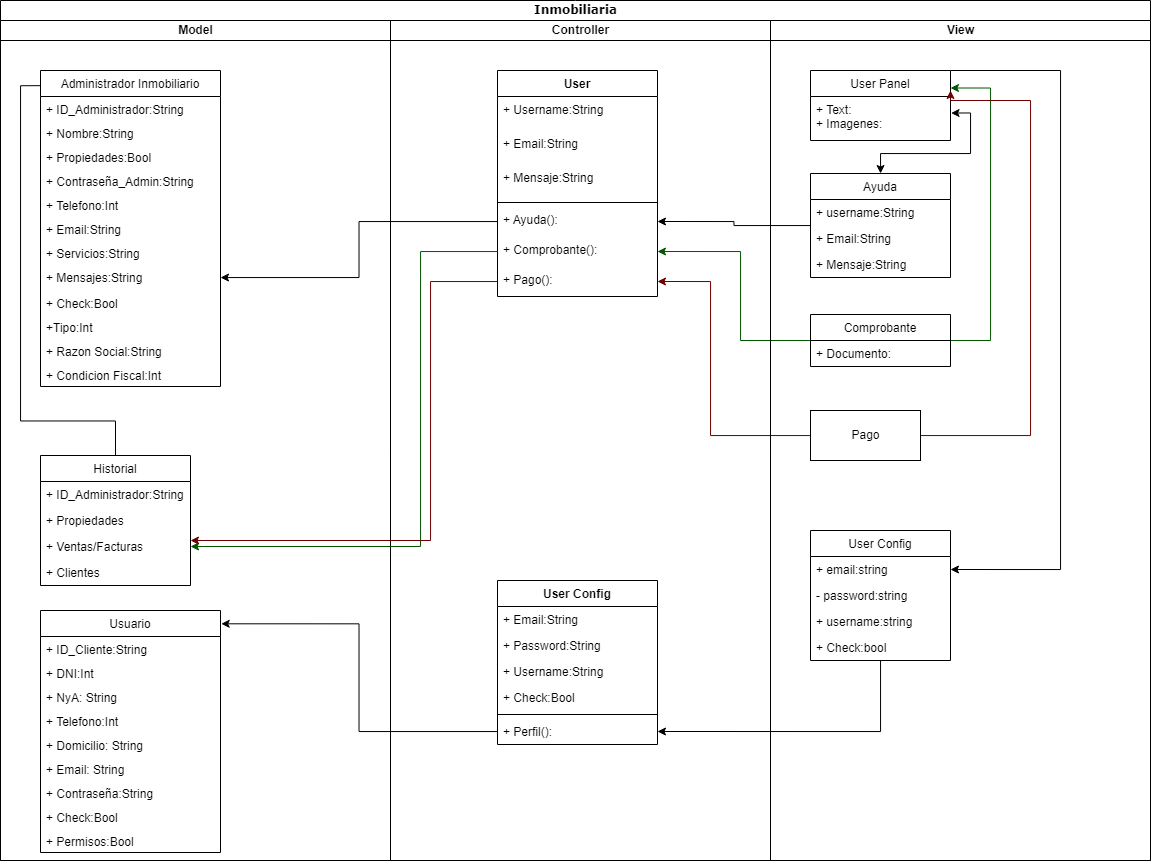 Inmobiliaria
Model
Controller
View
Administrador Inmobiliario
+ ID_Administrador:String
+ Nombre:String
+ Propiedades:Bool
+ Contraseña_Admin:String
+ Telefono:Int
+ Email:String
+ Servicios:String
+ Mensajes:String
+ Check:Bool
+Tipo:Int
+ Razon Social:String
+ Condicion Fiscal:Int
Historial
+ ID_Administrador:String
+ Propiedades
+ Ventas/Facturas
+ Clientes
Usuario
+ ID_Cliente:String
+ DNI:Int
+ NyA: String
+ Telefono:Int
+ Domicilio: String
+ Email: String
+ Contraseña:String
+ Check:Bool
+ Permisos:Bool
User
+ Username:String
+ Email:String
+ Mensaje:String
+ Ayuda():
+ Comprobante():
+ Pago():
User Config
+ Email:String
+ Password:String
+ Username:String
+ Check:Bool
+ Perfil():
User Panel
+ Text:
+ Imagenes:
Ayuda
+ username:String
+ Email:String
+ Mensaje:String
Comprobante
+ Documento:
Pago
User Config
+ email:string
- password:string
+ username:string
+ Check:bool